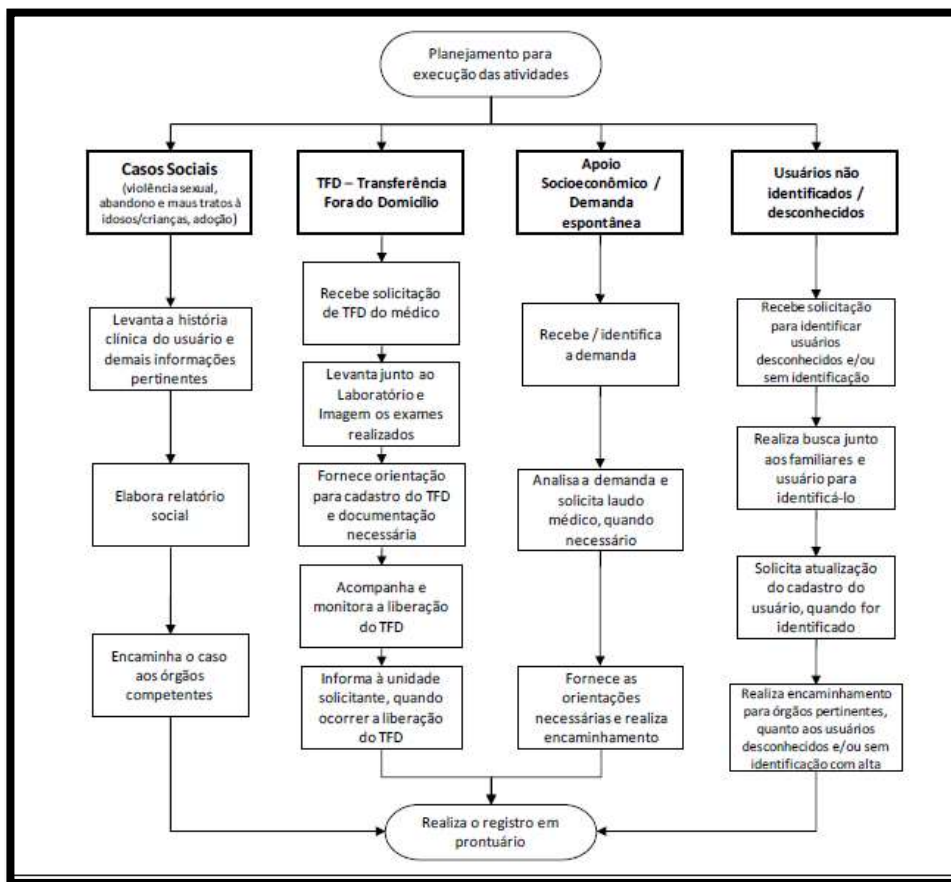 Planejamento para
execução das atividades
Casos Sociais
(violência sexual,
abandono e maus tratos à
idosos/crianças, adoção)
Levanta a história
clínica do usuário e
demais informações
pertinentes
Elabora relatório
social
Encaminha o caso
aos órgãos
competentes
TFD – Transferência
Fora do Domicílio
Recebe solicitação
de TFD do médico
Levanta junto ao
Laboratório e
Imagem os exames
realizados
Fornece orientação
para cadastro do TFD
e documentação
necessária
Acompanha e
monitora a liberação
do TFD
Informa à unidade
solicitante, quando
ocorrer a liberação
do TFD
Apoio
Socioeconômico /
Demanda
espontânea
Recebe / identifica
a demanda
Analisa a demanda e
solicita laudo
médico, quando
necessário
Fornece as
orientações
necessárias e realiza
encaminhamento
Usuários não
identificados /
desconhecidos
Recebe solicitação
para identificar
usuários
desconhecidos e/ou
sem identificação
Realiza busca junto
aos familiares e
usuário para
identificá-lo
Solicita atualização
do cadastro do
usuário, quando for
identificado
Realiza encaminhamento
para órgãos pertinentes,
quanto aos usuários
desconhecidos e/ou sem
identificação com alta
Realiza o registro em
prontuário